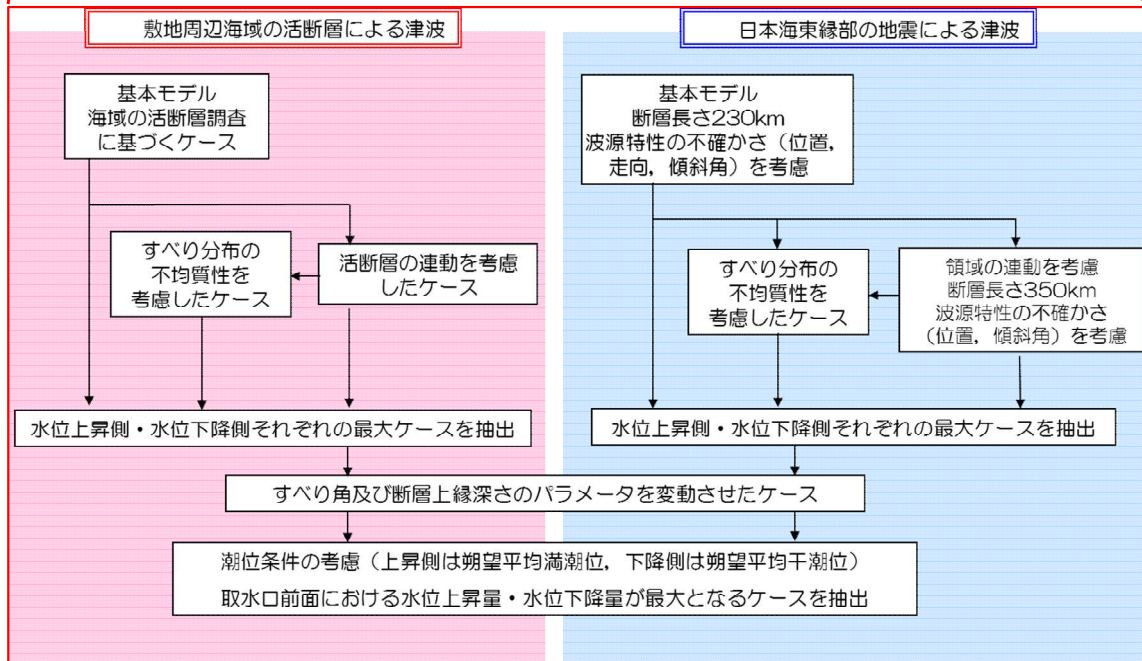 敷地周辺海域の活断層による津波
基本モデル
海域の活断層調査
に基づくケース
すべり分布の
不均質性を
考慮したケース
活断層の連動を考慮
したケース
水位上昇側・水位下降側それぞれの最大ケースを抽出
日本海東縁部の地震による津波
基本モデル
断層長さ230km
波源特性の不確かさ（位置，
走向，傾斜角）を考慮
すべり分布の
不均質性を
考慮したケース
領域の連動を考慮
断層長さ350km
波源特性の不確かさ
（位置，傾斜角）を考慮
水位上昇側・水位下降側それぞれの最大ケースを抽出
すべり角及び断層上縁深さのパラメータを変動させたケース
潮位条件の考慮（上昇側は朔望平均満潮位，下降側は朔望平均干潮位）
取水口前面における水位上昇量・水位下降量が最大となるケースを抽出